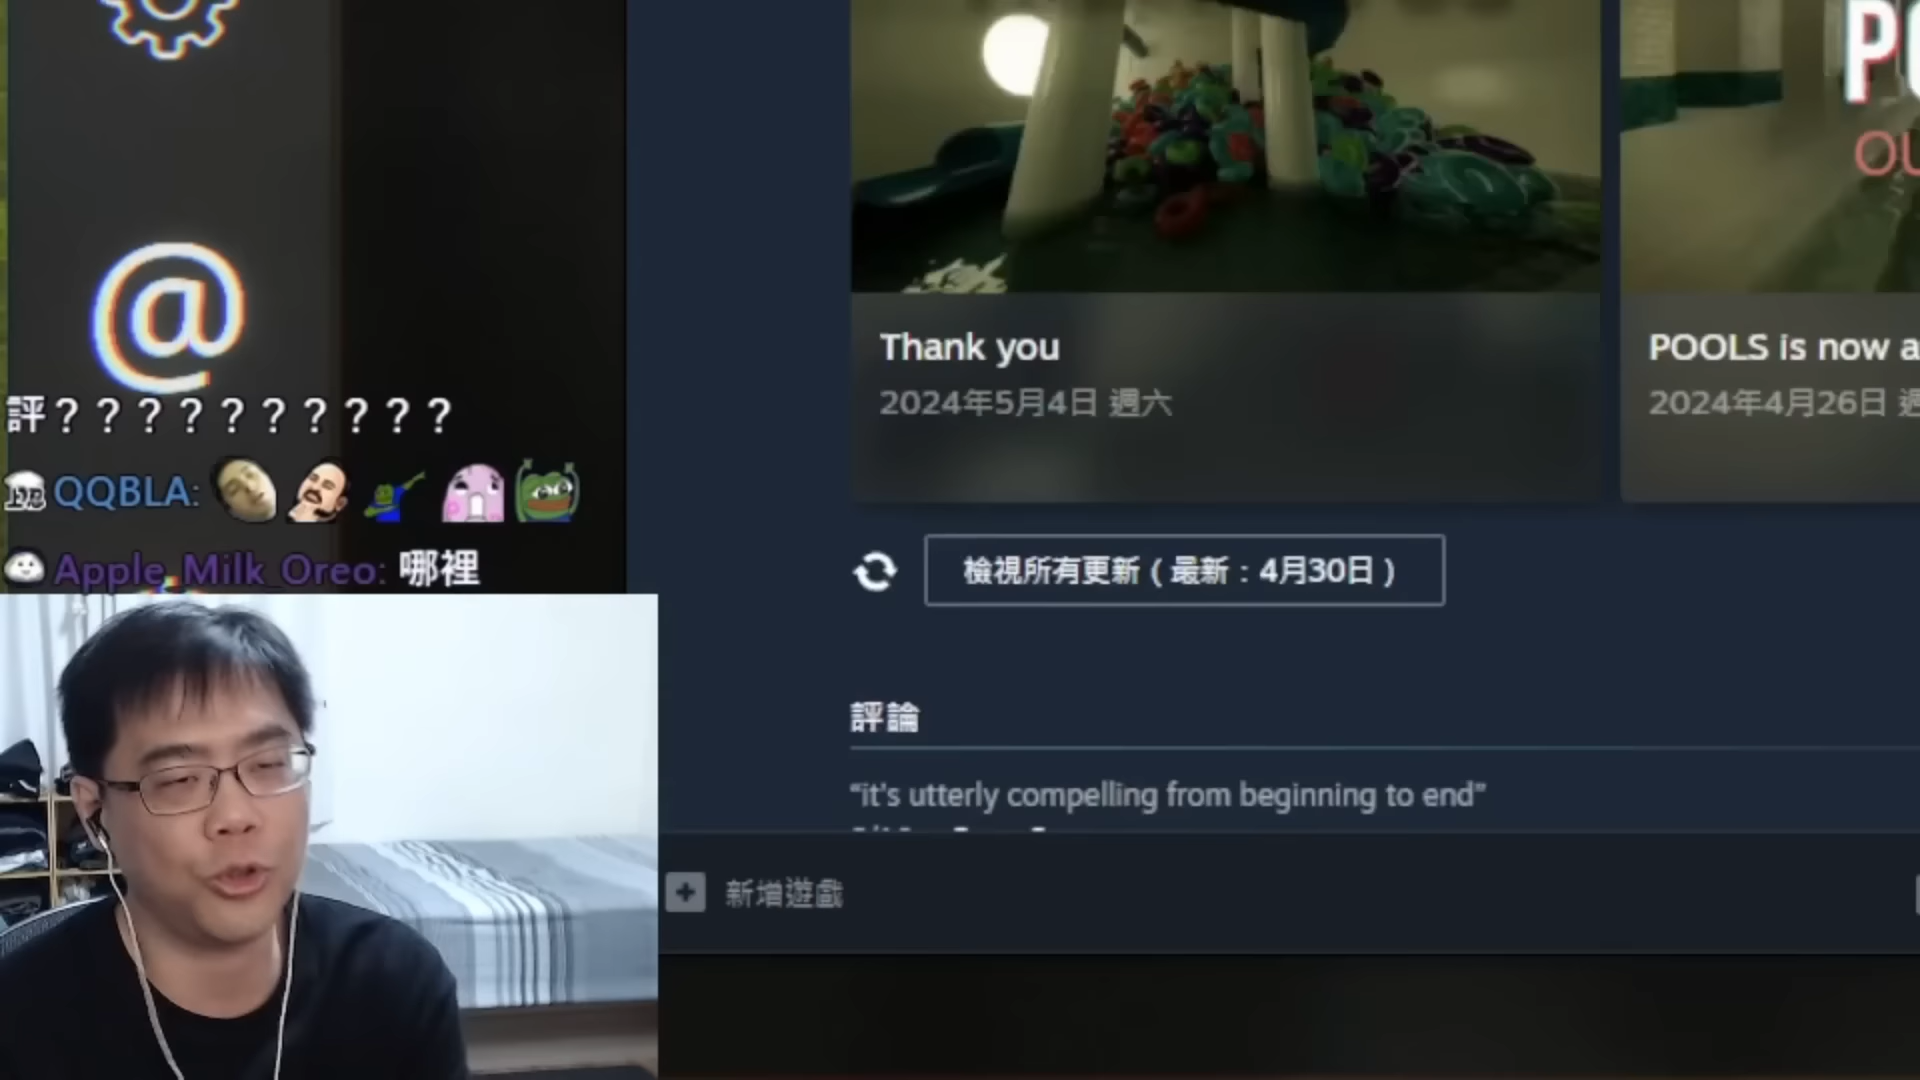 PO
OU
@
Thank you
2024年5月4日 週六
POOLS is now a
2024年4月26日 週
評??????????
QQBLA:
Apple_Milk_Oreo: 哪裡
檢視所有更新 ( 最新：4月30日 )
評論
“it's utterly compelling from beginning to end”
新增遊戲